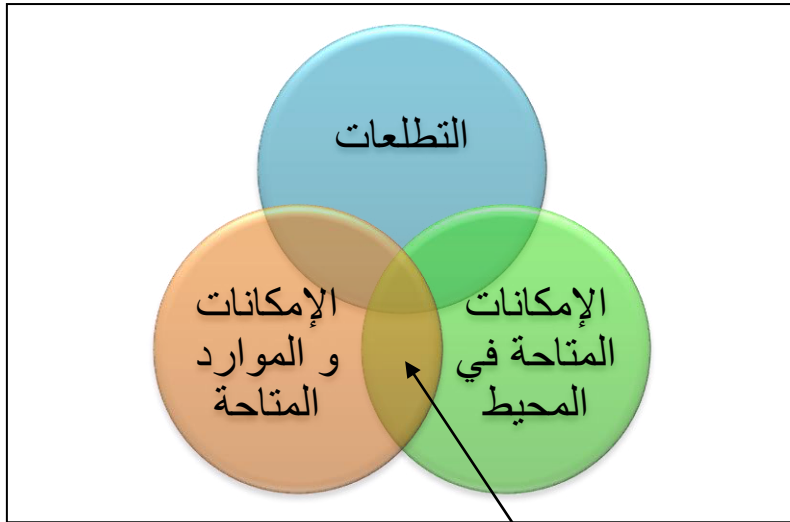 التطلعات
الإمكانات
المتاحة في
المحيط
الإمكانات
و الموارد
المتاحة